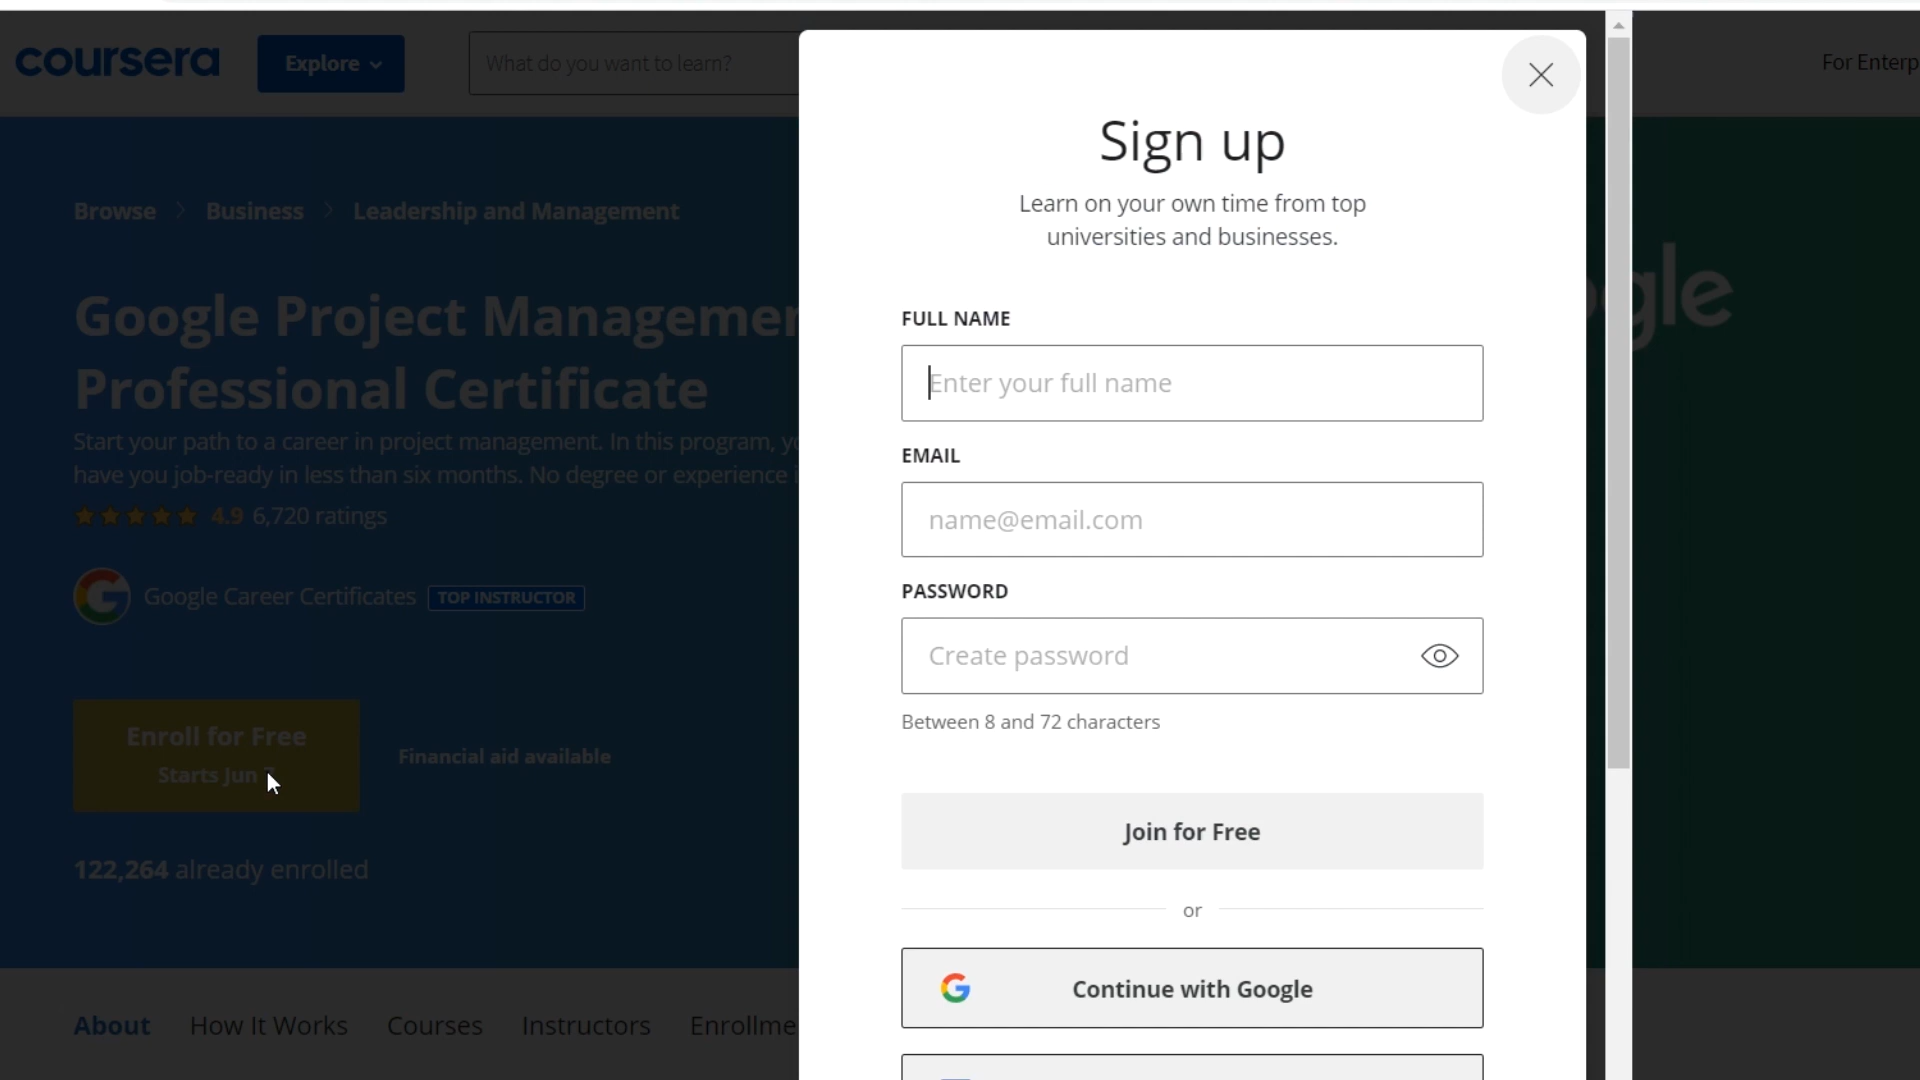 coursera
Explore
What do you want to learn?
For Enterp
Browse > Business > Leadership and Management
Google Project Managemen
Professional Certificate
Start your path to a career in project management. In this program, yo
have you job-ready in less than six months. No degree or experience i
4.9 6,720 ratings
Google Career Certificates TOP INSTRUCTOR
Enroll for Free
Starts Jun
Financial aid available
122,264 already enrolled
About How It Works Courses Instructors Enrollme
ogle
Sign up
Learn on your own time from top
universities and businesses.
FULL NAME
Enter your full name
EMAIL
name@email.com
PASSWORD
Create password
Between 8 and 72 characters
Join for Free
or
Continue with Google